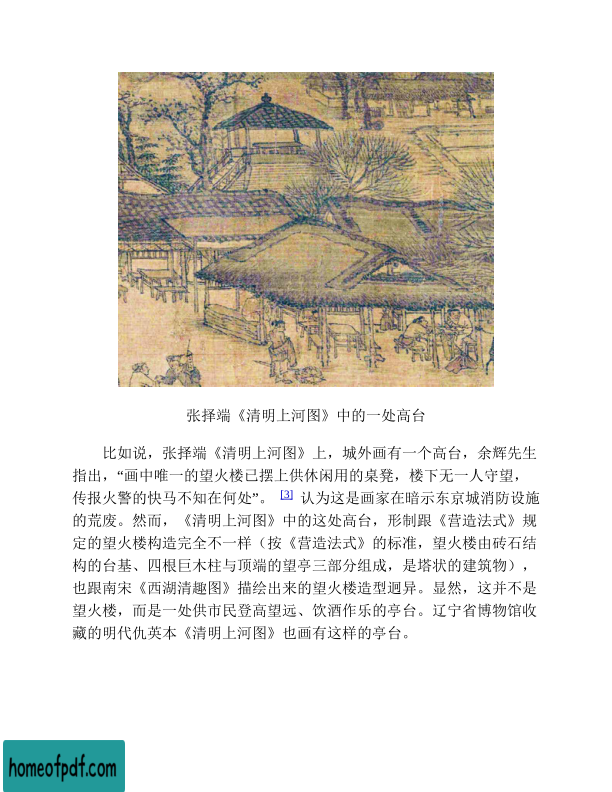 张择端《清明上河图》中的一处高台
比如说，张择端《清明上河图》上，城外画有一个高台，余辉先生
指出，“画中唯一的望火楼已摆上供休闲用的桌凳，楼下无一人守望，
传报火警的快马不知在何处”。 [3] 认为这是画家在暗示东京城消防设施
的荒废。然而，《清明上河图》中的这处高台，形制跟《营造法式》规
定的望火楼构造完全不一样（按《营造法式》的标准，望火楼由砖石结
构的台基、四根巨木柱与顶端的望亭三部分组成，是塔状的建筑物），
也跟南宋《西湖清趣图》描绘出来的望火楼造型迥异。显然，这并不是
望火楼，而是一处供市民登高望远、饮酒作乐的亭台。辽宁省博物馆收
藏的明代仇英本《清明上河图》也画有这样的亭台。
homeofpdf.com